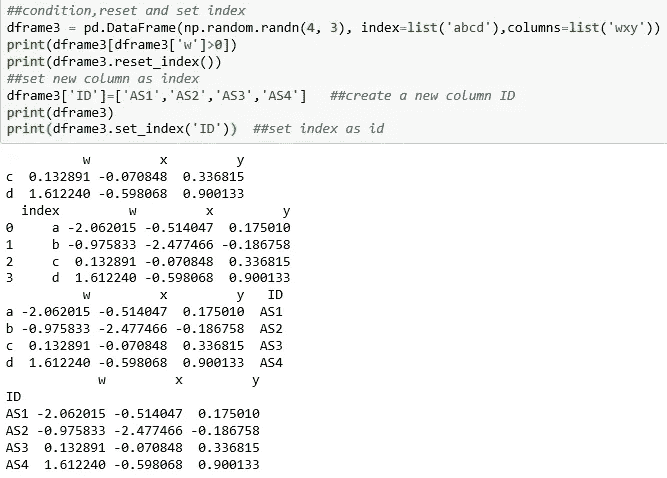 ##condition,reset and set index
dframe3 = pd.DataFrame(np.random.randn(4, 3), index=list('abcd'),columns=list('wxy'))
print(dframe3[dframe3['w']>0])
print(dframe3.reset_index())
##set new column as index
dframe3['ID']=['AS1','AS2','AS3','AS4']   ##create a new column ID
print(dframe3)
print(dframe3.set_index('ID'))  ##set index as id
          w         x         y
c  0.132891 -0.070848  0.336815
d  1.612240 -0.598068  0.900133
  index         w         x         y
0     a -2.062015 -0.514047  0.175010
1     b -0.975833 -2.477466 -0.186758
2     c  0.132891 -0.070848  0.336815
3     d  1.612240 -0.598068  0.900133
          w         x         y   ID
a -2.062015 -0.514047  0.175010  AS1
b -0.975833 -2.477466 -0.186758  AS2
c  0.132891 -0.070848  0.336815  AS3
d  1.612240 -0.598068  0.900133  AS4
            w         x         y
ID
AS1 -2.062015 -0.514047  0.175010
AS2 -0.975833 -2.477466 -0.186758
AS3  0.132891 -0.070848  0.336815
AS4  1.612240 -0.598068  0.900133